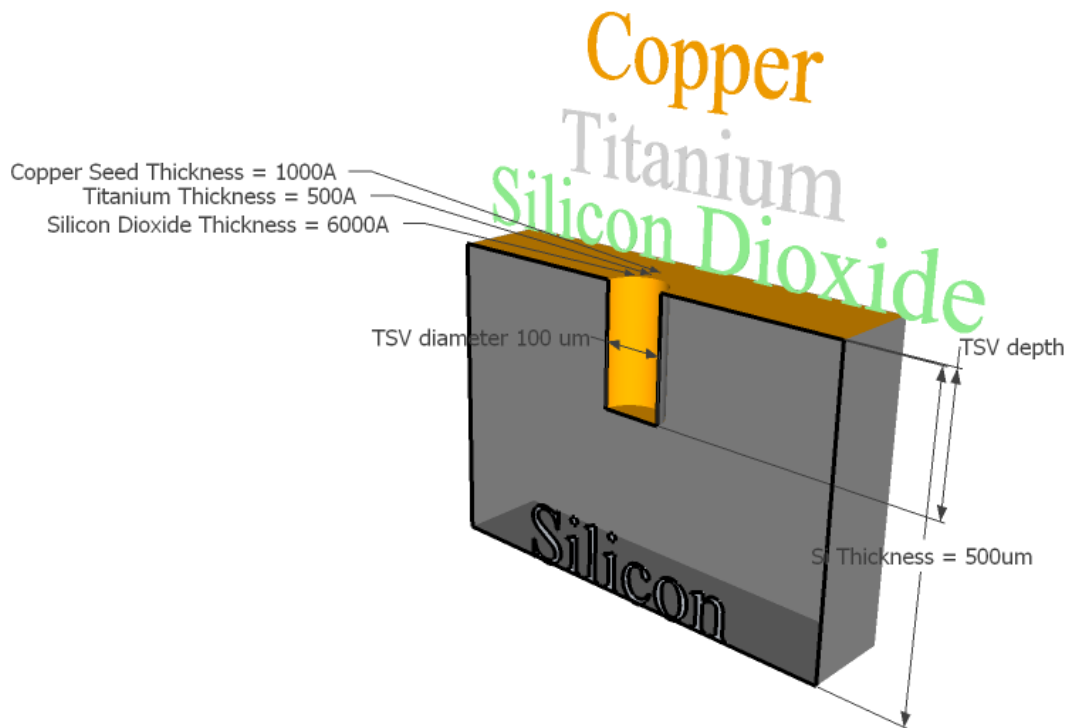 Copper
Titanium
Silicon Dioxide
Copper Seed Thickness = 1000A
Titanium Thickness = 500A
Silicon Dioxide Thickness = 6000A
TSV diameter 100 um
TSV depth
Si Thickness = 500um
Silicon